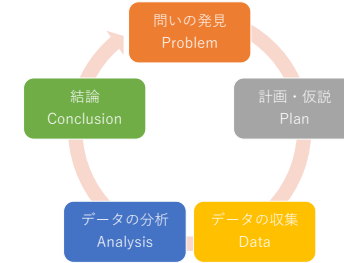 問いの発見
Problem
計画・仮説
Plan
データの収集
Data
データの分析
Analysis
結論
Conclusion